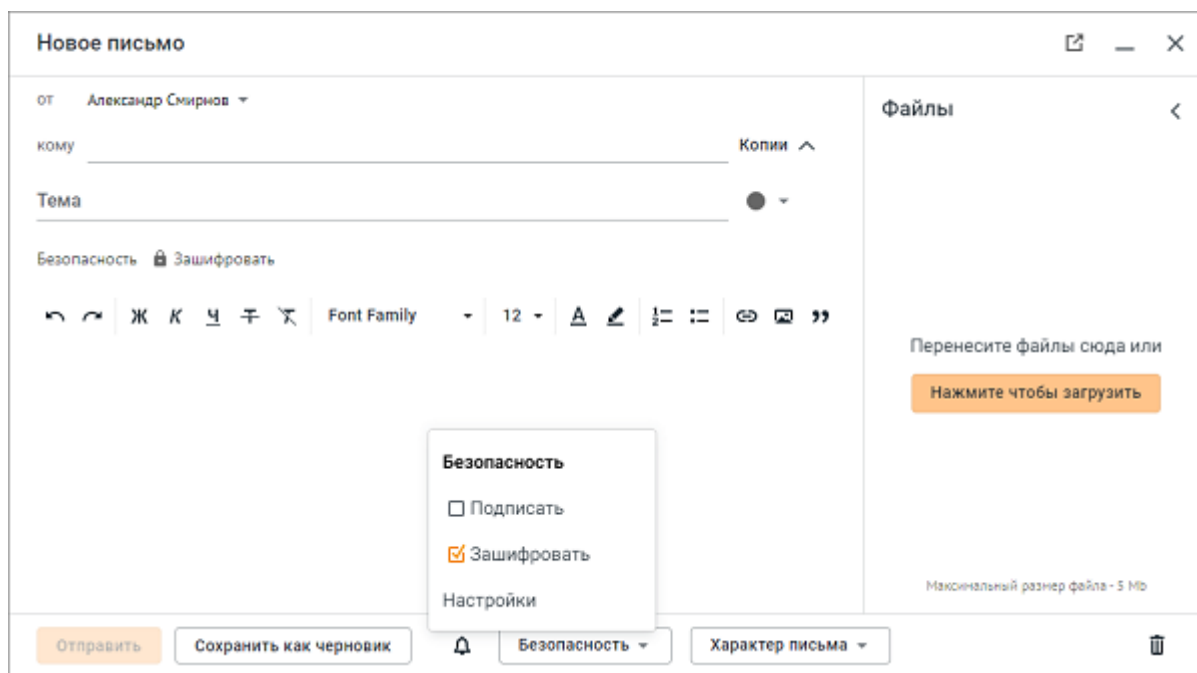 Новое письмо
от Александр Смирнов
кому
Копии
Тема
Безопасность Зашифровать
Ж К Ч Т Т Font Family 12 А
Файлы
Перенесите файлы сюда или
Нажмите чтобы загрузить
Максимальный размер файла - 5 Mb
Безопасность
Подписать
Зашифровать
Настройки
Отправить Сохранить как черновик Безопасность Характер письма